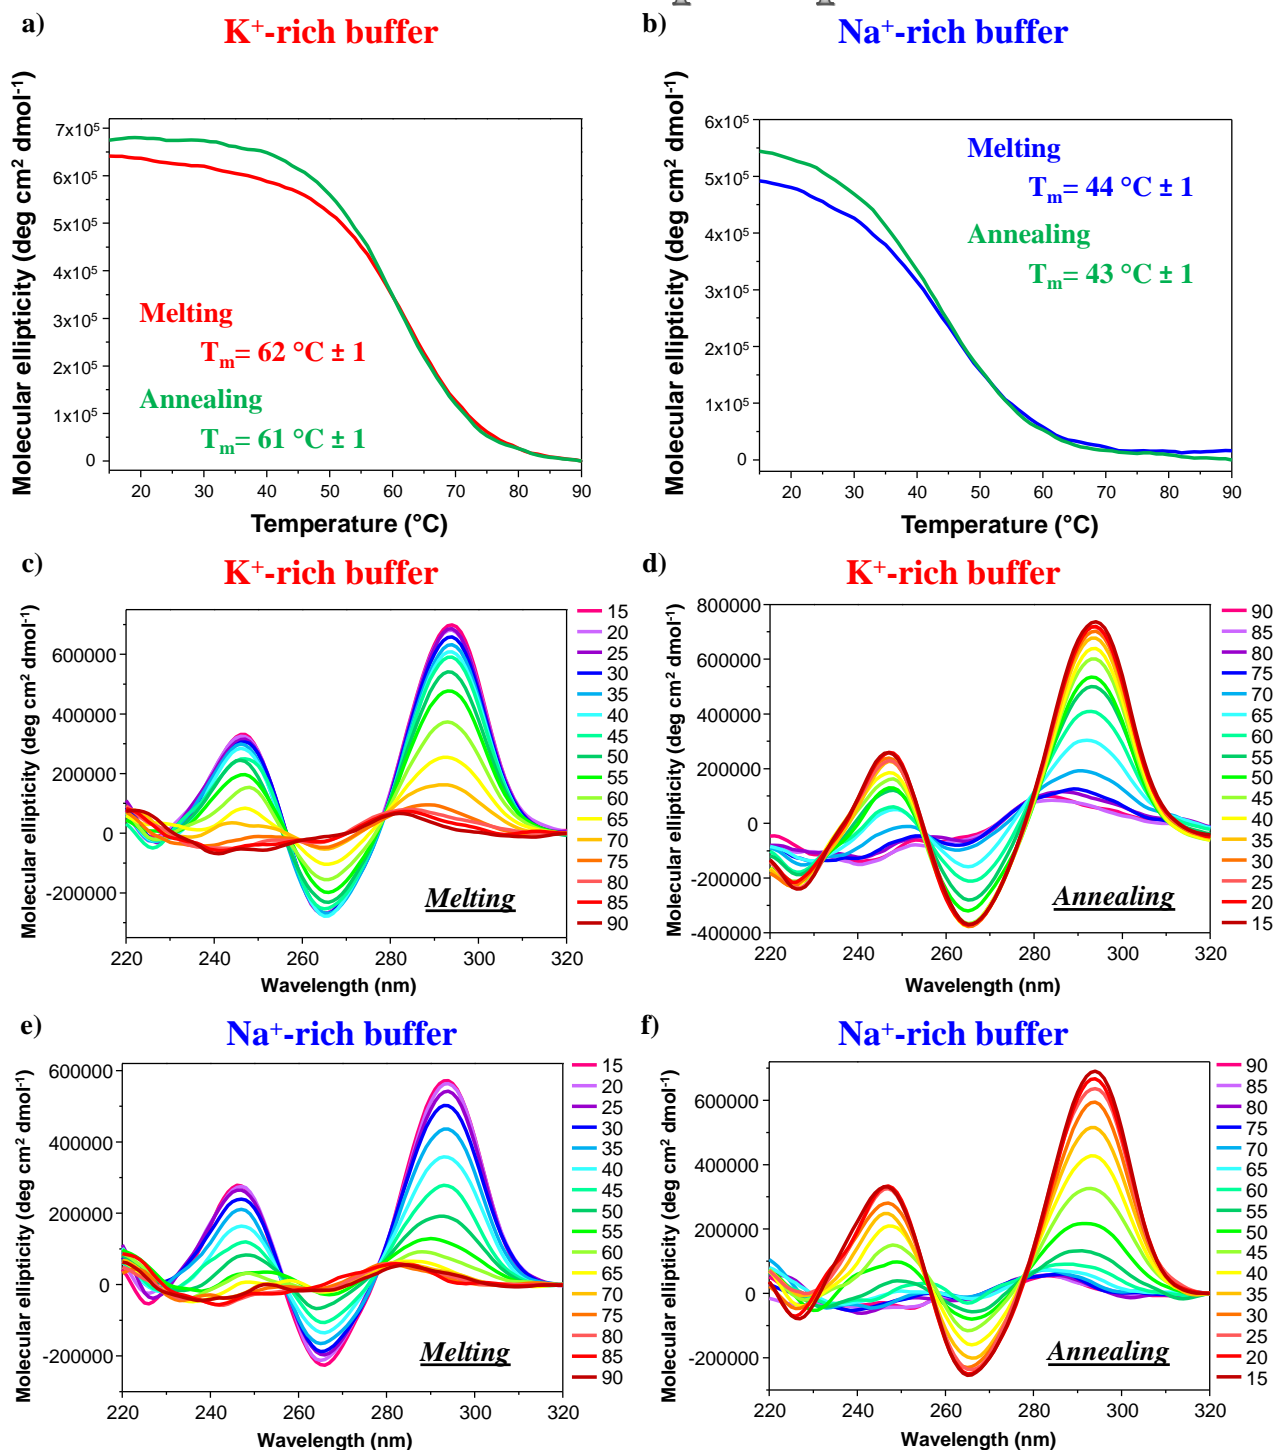 a)
K⁺-rich buffer
Molecular ellipticity (deg cm² dmol⁻¹)
7x10⁵
6x10⁵
5x10⁵
4x10⁵
3x10⁵
2x10⁵
1x10⁵
0
Melting
Tₘ= 62 °C ± 1
Annealing
Tₘ= 61 °C ± 1
20 30 40 50 60 70 80 90
Temperature (°C)
b)
Na⁺-rich buffer
Molecular ellipticity (deg cm² dmol⁻¹)
6x10⁵
5x10⁵
4x10⁵
3x10⁵
2x10⁵
1x10⁵
0
Melting
Tₘ= 44 °C ± 1
Annealing
Tₘ= 43 °C ± 1
20 30 40 50 60 70 80 90
Temperature (°C)
c)
K⁺-rich buffer
Molecular ellipticity (deg cm² dmol⁻¹)
600000
400000
200000
0
-200000
Melting
220 240 260 280 300 320
Wavelength (nm)
15
20
25
30
35
40
45
50
55
60
65
70
75
80
85
90
d)
K⁺-rich buffer
Molecular ellipticity (deg cm² dmol⁻¹)
800000
600000
400000
200000
0
-200000
-400000
Annealing
220 240 260 280 300 320
Wavelength (nm)
90
85
80
75
70
65
60
55
50
45
40
35
30
25
20
15
e)
Na⁺-rich buffer
Molecular ellipticity (deg cm² dmol⁻¹)
600000
400000
200000
0
-200000
Melting
220 240 260 280 300 320
Wavelength (nm)
15
20
25
30
35
40
45
50
55
60
65
70
75
80
85
90
f)
Na⁺-rich buffer
Molecular ellipticity (deg cm² dmol⁻¹)
600000
400000
200000
0
-200000
Annealing
220 240 260 280 300 320
Wavelength (nm)
90
85
80
75
70
65
60
55
50
45
40
35
30
25
20
15